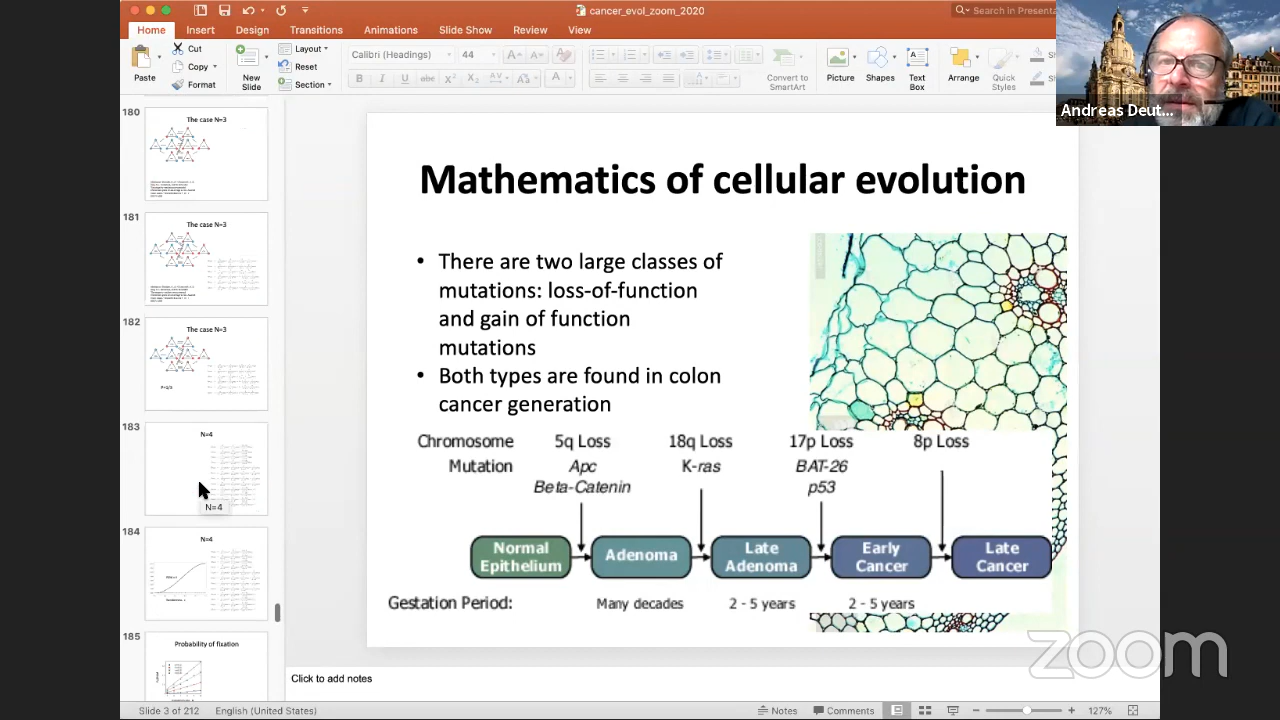 cancer_evol_zoom_2020
Search in Presenta
Home Insert Design Transitions Animations Slide Show Review View
Paste
Cut
Copy
Format
New Slide
Layout
Reset
Section
Calibri (Headings) 44
Convert to SmartArt
Picture
Shapes
Text Box
Arrange
Quick Styles
Andreas Deut...
180
The case N=3
181
The case N=3
182
The case N=3
183
N=4
N=4
184
N=4
185
Probability of fixation
Mathematics of cellular evolution
• There are two large classes of
mutations: loss-of-function
and gain of function
mutations
• Both types are found in colon
cancer generation
Chromosome 5q Loss 18q Loss 17p Loss 8p Loss
Mutation Apc K-ras BAT-26
Beta-Catenin p53
Normal Epithelium
Adenoma
Late Adenoma
Early Cancer
Late Cancer
Gestation Period: Many decades 2 - 5 years 2 - 5 years
zoom
Click to add notes
Slide 3 of 212 English (United States) Notes Comments 127%